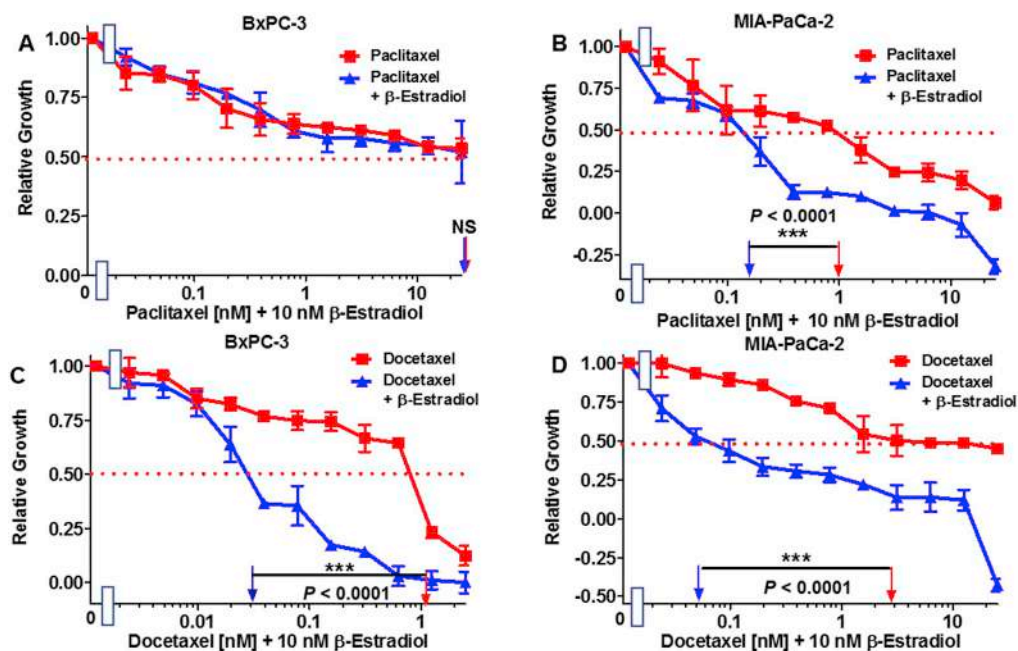 A
BxPC-3
Paclitaxel
Paclitaxel
+ β-Estradiol
Relative Growth
1.00
0.75
0.50
0.25
0.00
NS
0
0.1
1
10
Paclitaxel [nM] + 10 nM β-Estradiol
B
MIA-PaCa-2
Paclitaxel
Paclitaxel
+ β-Estradiol
Relative Growth
1.00
0.75
0.50
0.25
0.00
-0.25
P < 0.0001
***
0
0.1
1
10
Paclitaxel [nM] + 10 nM β-Estradiol
C
BxPC-3
Docetaxel
Docetaxel
+ β-Estradiol
Relative Growth
1.00
0.75
0.50
0.25
0.00
***
P < 0.0001
0
0.01
0.1
1
Docetaxel [nM] + 10 nM β-Estradiol
D
MIA-PaCa-2
Docetaxel
Docetaxel
+ β-Estradiol
Relative Growth
1.00
0.75
0.50
0.25
0.00
-0.25
-0.50
***
P < 0.0001
0
0.1
1
10
Docetaxel [nM] + 10 nM β-Estradiol